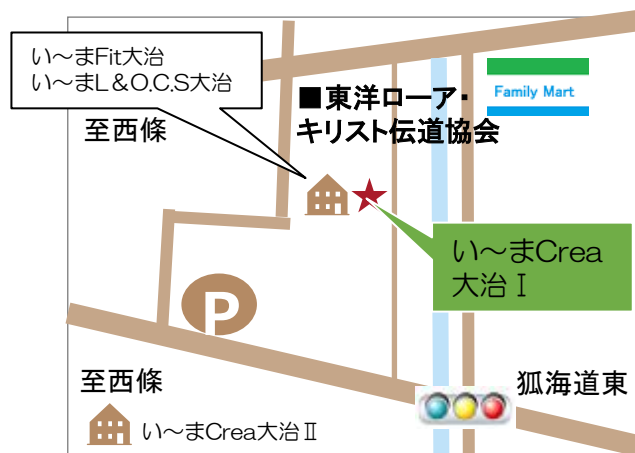 い～まFit大治
い～まL＆O.C.S大治
Family Mart
■東洋ローア・
キリスト伝道協会
至西條
い～まCrea
大治Ⅰ
P
至西條
狐海道東
い～まCrea大治Ⅱ